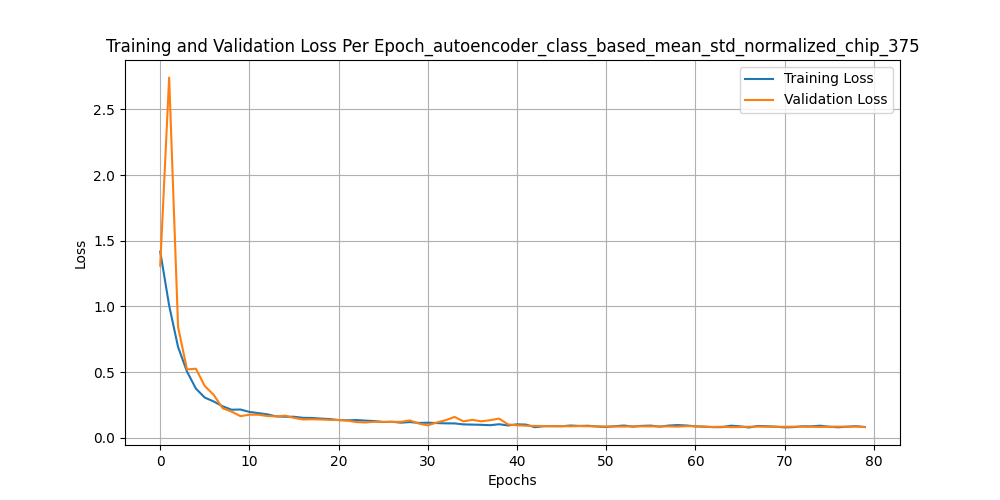 Training and Validation Loss Per Epoch_autoencoder_class_based_mean_std_normalized_chip_375
Training Loss
Validation Loss
2.5
2.0
1.5
1.0
0.5
0.0
Loss
0 10 20 30 40 50 60 70 80
Epochs